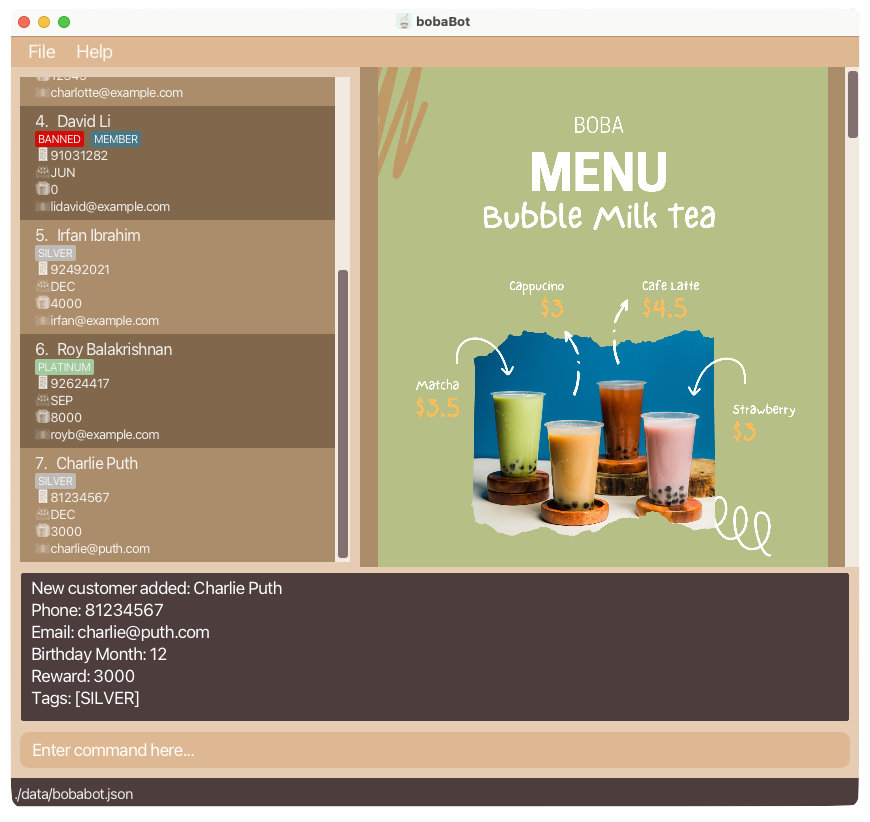 bobaBot
File Help
12345
charlotte@example.com
4. David Li
BANNED MEMBER
91031282
JUN
0
lidavid@example.com
5. Irfan Ibrahim
SILVER
92492021
DEC
4000
irfan@example.com
6. Roy Balakrishnan
PLATINUM
92624417
SEP
8000
royb@example.com
7. Charlie Puth
SILVER
81234567
DEC
3000
charlie@puth.com
BOBA
MENU
Bubble Milk Tea
Cappucino
$3
Cafe Latte
$4.5
Matcha
$3.5
Strawberry
$3
New customer added: Charlie Puth
Phone: 81234567
Email: charlie@puth.com
Birthday Month: 12
Reward: 3000
Tags: [SILVER]
Enter command here...
./data/bobabot.json